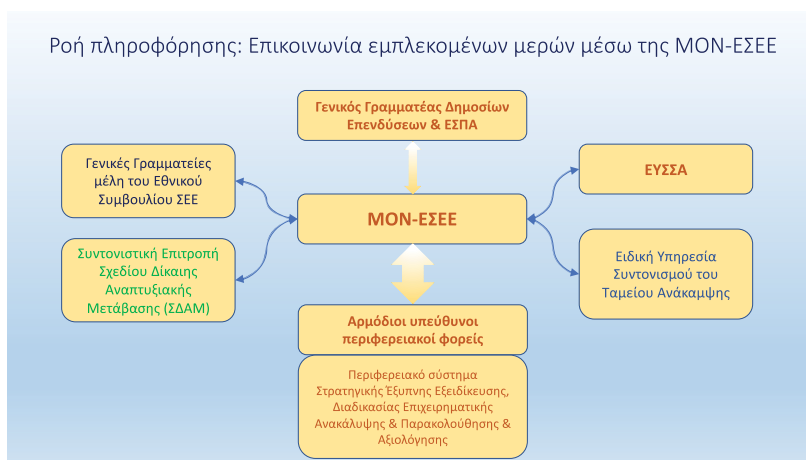 Ροή πληροφόρησης: Επικοινωνία εμπλεκομένων μερών μέσω της ΜΟΝ-ΕΣΕΕ
Γενικός Γραμματέας Δημοσίων
Επενδύσεων & ΕΣΠΑ
Γενικές Γραμματείες
μέλη του Εθνικού
Συμβουλίου ΣΕΕ
ΕΥΣΣΑ
ΜΟΝ-ΕΣΕΕ
Συντονιστική Επιτροπή
Σχεδίου Δίκαιης
Αναπτυξιακής
Μετάβασης (ΣΔΑΜ)
Ειδική Υπηρεσία
Συντονισμού του
Ταμείου Ανάκαμψης
Αρμόδιοι υπεύθυνοι
περιφερειακοί φορείς
Περιφερειακό σύστημα
Στρατηγικής Έξυπνης Εξειδίκευσης,
Διαδικασίας Επιχειρηματικής
Ανακάλυψης & Παρακολούθησης &
Αξιολόγησης